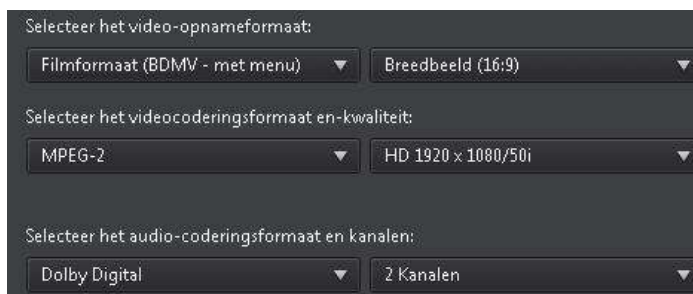 Selecteer het video-opnameformaat:
Filmformaat (BDMV - met menu) Breedbeeld (16:9)
Selecteer het videocoderingsformaat en-kwaliteit:
MPEG-2 HD 1920 x 1080/50i
Selecteer het audio-coderingsformaat en kanalen:
Dolby Digital 2 Kanalen